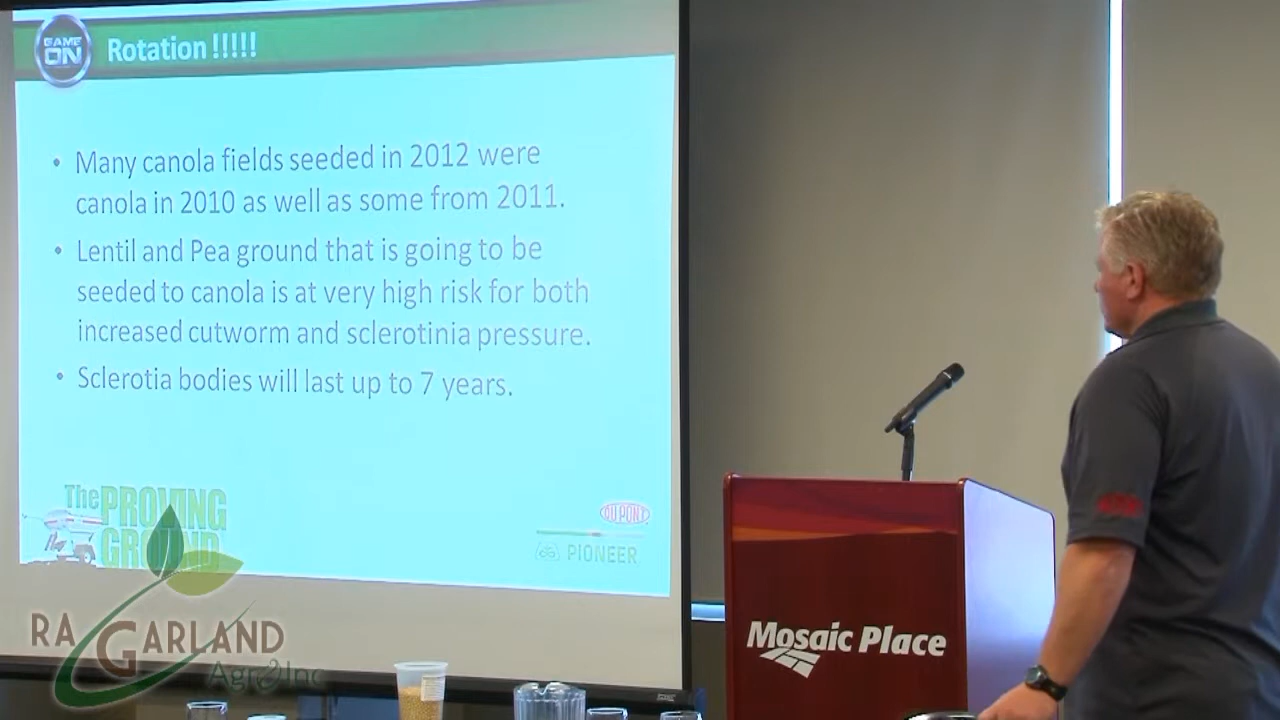 GAME ON
Rotation !!!!!
• Many canola fields seeded in 2012 were
canola in 2010 as well as some from 2011.
• Lentil and Pea ground that is going to be
seeded to canola is at very high risk for both
increased cutworm and sclerotinia pressure.
• Sclerotia bodies will last up to 7 years.
The PROVING
GROUND
DUPONT
PIONEER
RA GARLAND
Agro Inc
Mosaic Place